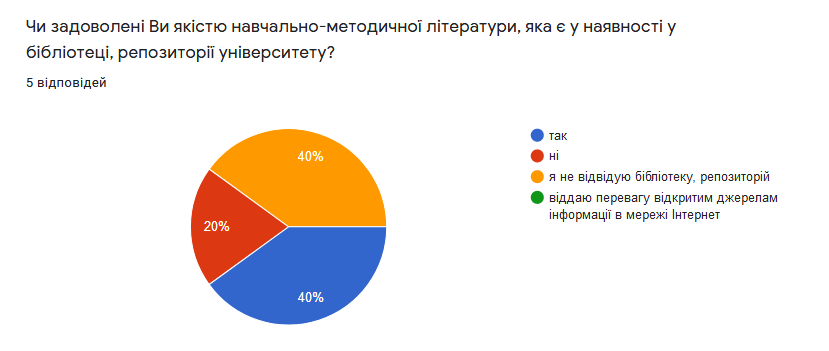 Чи задоволені Ви якістю навчально-методичної літератури, яка є у наявності у
бібліотеці, репозиторії університету?
5 відповідей
40%
20%
40%
так
ні
я не відвідую бібліотеку, репозиторій
віддаю перевагу відкритим джерелам
інформації в мережі Інтернет